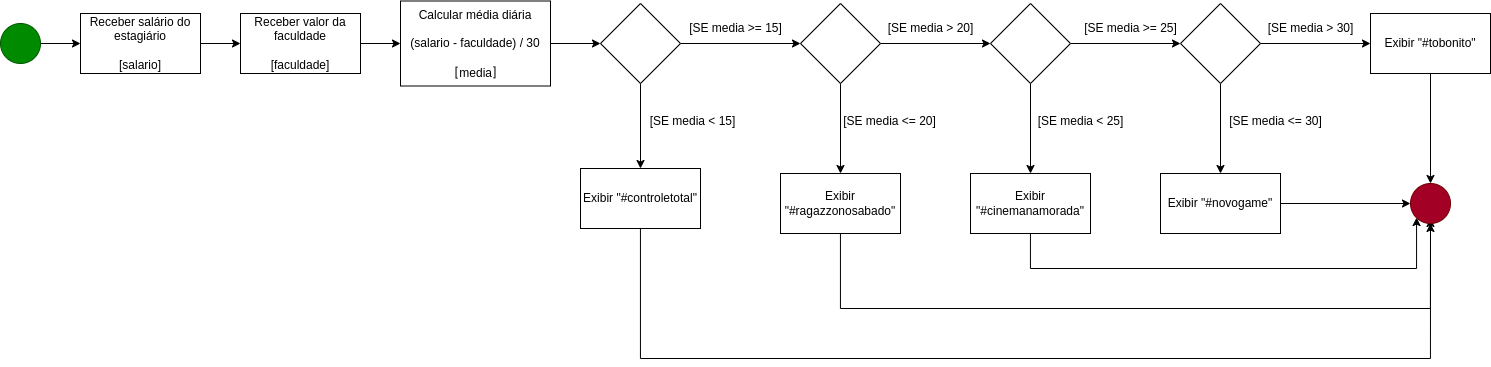 Receber salário do
estagiário
[salario]
Receber valor da
faculdade
[faculdade]
Calcular média diária
(salario - faculdade) / 30
[media]
[SE media >= 15]
[SE media > 20]
[SE media >= 25]
[SE media > 30]
Exibir "#tobonito"
[SE media < 15]
[SE media <= 20]
[SE media < 25]
[SE media <= 30]
Exibir "#controletotal"
Exibir
"#ragazzonosabado"
Exibir
"#cinemanamorada"
Exibir "#novogame"